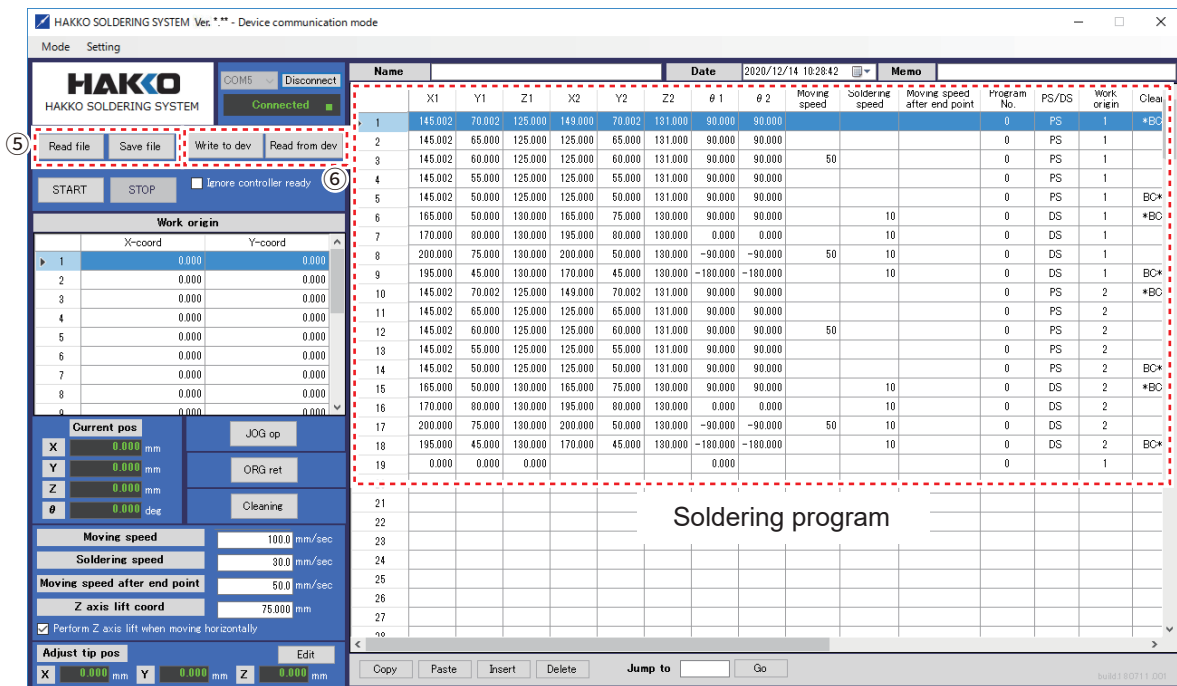 HAKKO SOLDERING SYSTEM Ver. *.** - Device communication mode
Mode Setting
HAKKO
HAKKO SOLDERING SYSTEM
COM5 Disconnect
Connected
⑤ Read file Save file Write to dev Read from dev
⑥
START STOP Ignore controller ready
Work origin
X-coord Y-coord
1 0.000 0.000
2 0.000 0.000
3 0.000 0.000
4 0.000 0.000
5 0.000 0.000
6 0.000 0.000
7 0.000 0.000
8 0.000 0.000
9 0.000 0.000
Current pos
X 0.000 mm
Y 0.000 mm
Z 0.000 mm
θ 0.000 deg
JOG op
ORG ret
Cleaning
Moving speed 100.0 mm/sec
Soldering speed 30.0 mm/sec
Moving speed after end point 50.0 mm/sec
Z axis lift coord 75.000 mm
Perform Z axis lift when moving horizontally
Adjust tip pos Edit
X 0.000 mm Y 0.000 mm Z 0.000 mm
Name Date 2020/12/14 10:28:42 Memo
X1 Y1 Z1 X2 Y2 Z2 θ 1 θ 2 Moving speed Soldering speed Moving speed after end point Program No. PS/DS Work origin Clea
1 145.002 70.002 125.000 149.000 70.002 131.000 90.000 90.000 0 PS 1 *BC
2 145.002 65.000 125.000 125.000 65.000 131.000 90.000 90.000 0 PS 1
3 145.002 60.000 125.000 125.000 60.000 131.000 90.000 90.000 50 0 PS 1
4 145.002 55.000 125.000 125.000 55.000 131.000 90.000 90.000 0 PS 1
5 145.002 50.000 125.000 125.000 50.000 131.000 90.000 90.000 0 PS 1 BC*
6 165.000 50.000 130.000 165.000 75.000 130.000 90.000 90.000 10 0 DS 1 *BC
7 170.000 80.000 130.000 195.000 80.000 130.000 0.000 0.000 10 0 DS 1
8 200.000 75.000 130.000 200.000 50.000 130.000 -90.000 -90.000 50 10 0 DS 1
9 195.000 45.000 130.000 170.000 45.000 130.000 -180.000 -180.000 10 0 DS 1 BC*
10 145.002 70.002 125.000 149.000 70.002 131.000 90.000 90.000 0 PS 2 *BC
11 145.002 65.000 125.000 125.000 65.000 131.000 90.000 90.000 0 PS 2
12 145.002 60.000 125.000 125.000 60.000 131.000 90.000 90.000 50 0 PS 2
13 145.002 55.000 125.000 125.000 55.000 131.000 90.000 90.000 0 PS 2
14 145.002 50.000 125.000 125.000 50.000 131.000 90.000 90.000 0 PS 2 BC*
15 165.000 50.000 130.000 165.000 75.000 130.000 90.000 90.000 10 0 DS 2 *BC
16 170.000 80.000 130.000 195.000 80.000 130.000 0.000 0.000 10 0 DS 2
17 200.000 75.000 130.000 200.000 50.000 130.000 -90.000 -90.000 50 10 0 DS 2
18 195.000 45.000 130.000 170.000 45.000 130.000 -180.000 -180.000 10 0 DS 2 BC*
19 0.000 0.000 0.000 0.000 0 1
21
22
Soldering program
23
24
25
26
27
28
Copy Paste Insert Delete Jump to Go
build:160711.001